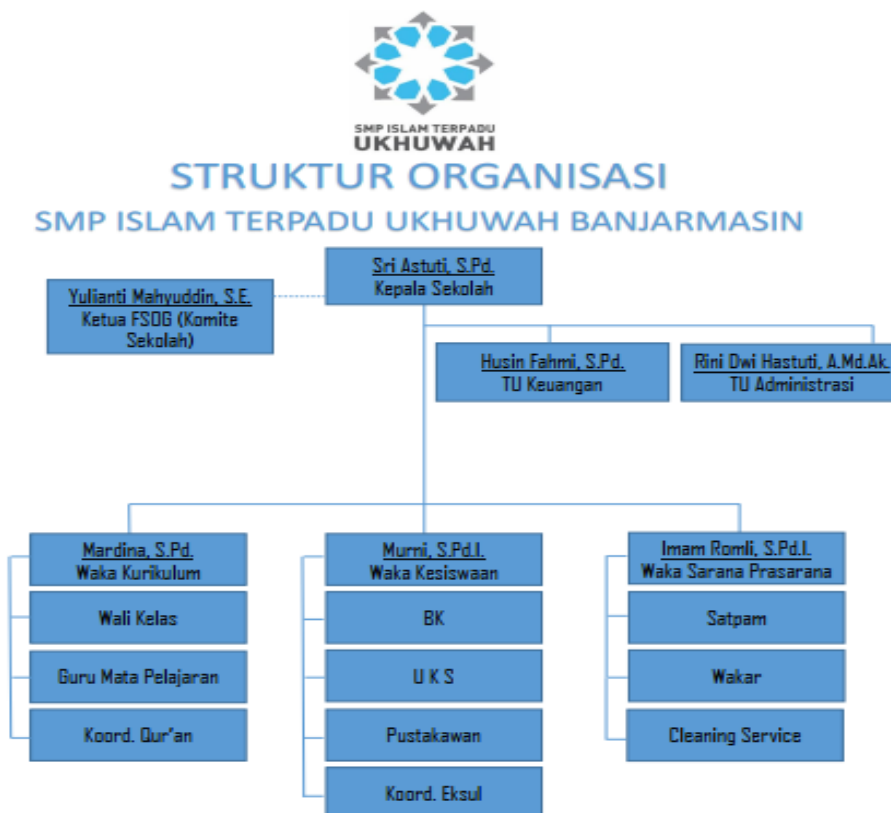 SMP ISLAM TERPADU
UKHUWAH
STRUKTUR ORGANISASI
SMP ISLAM TERPADU UKHUWAH BANJARMASIN
Sri Astuti, S.Pd.
Kepala Sekolah
Yulianti Mahyuddin, S.E.
Ketua FSOG (Komite
Sekolah)
Husin Fahmi, S.Pd.
TU Keuangan
Rini Dwi Hastuti, A.Md.Ak.
TU Administrasi
Mardina, S.Pd.
Waka Kurikulum
Wali Kelas
Guru Mata Pelajaran
Koord. Qur'an
Murni, S.Pd.I.
Waka Kesiswaan
BK
U K S
Pustakawan
Koord. Eksul
Imam Romli, S.Pd.I.
Waka Sarana Prasarana
Satpam
Wakar
Cleaning Service